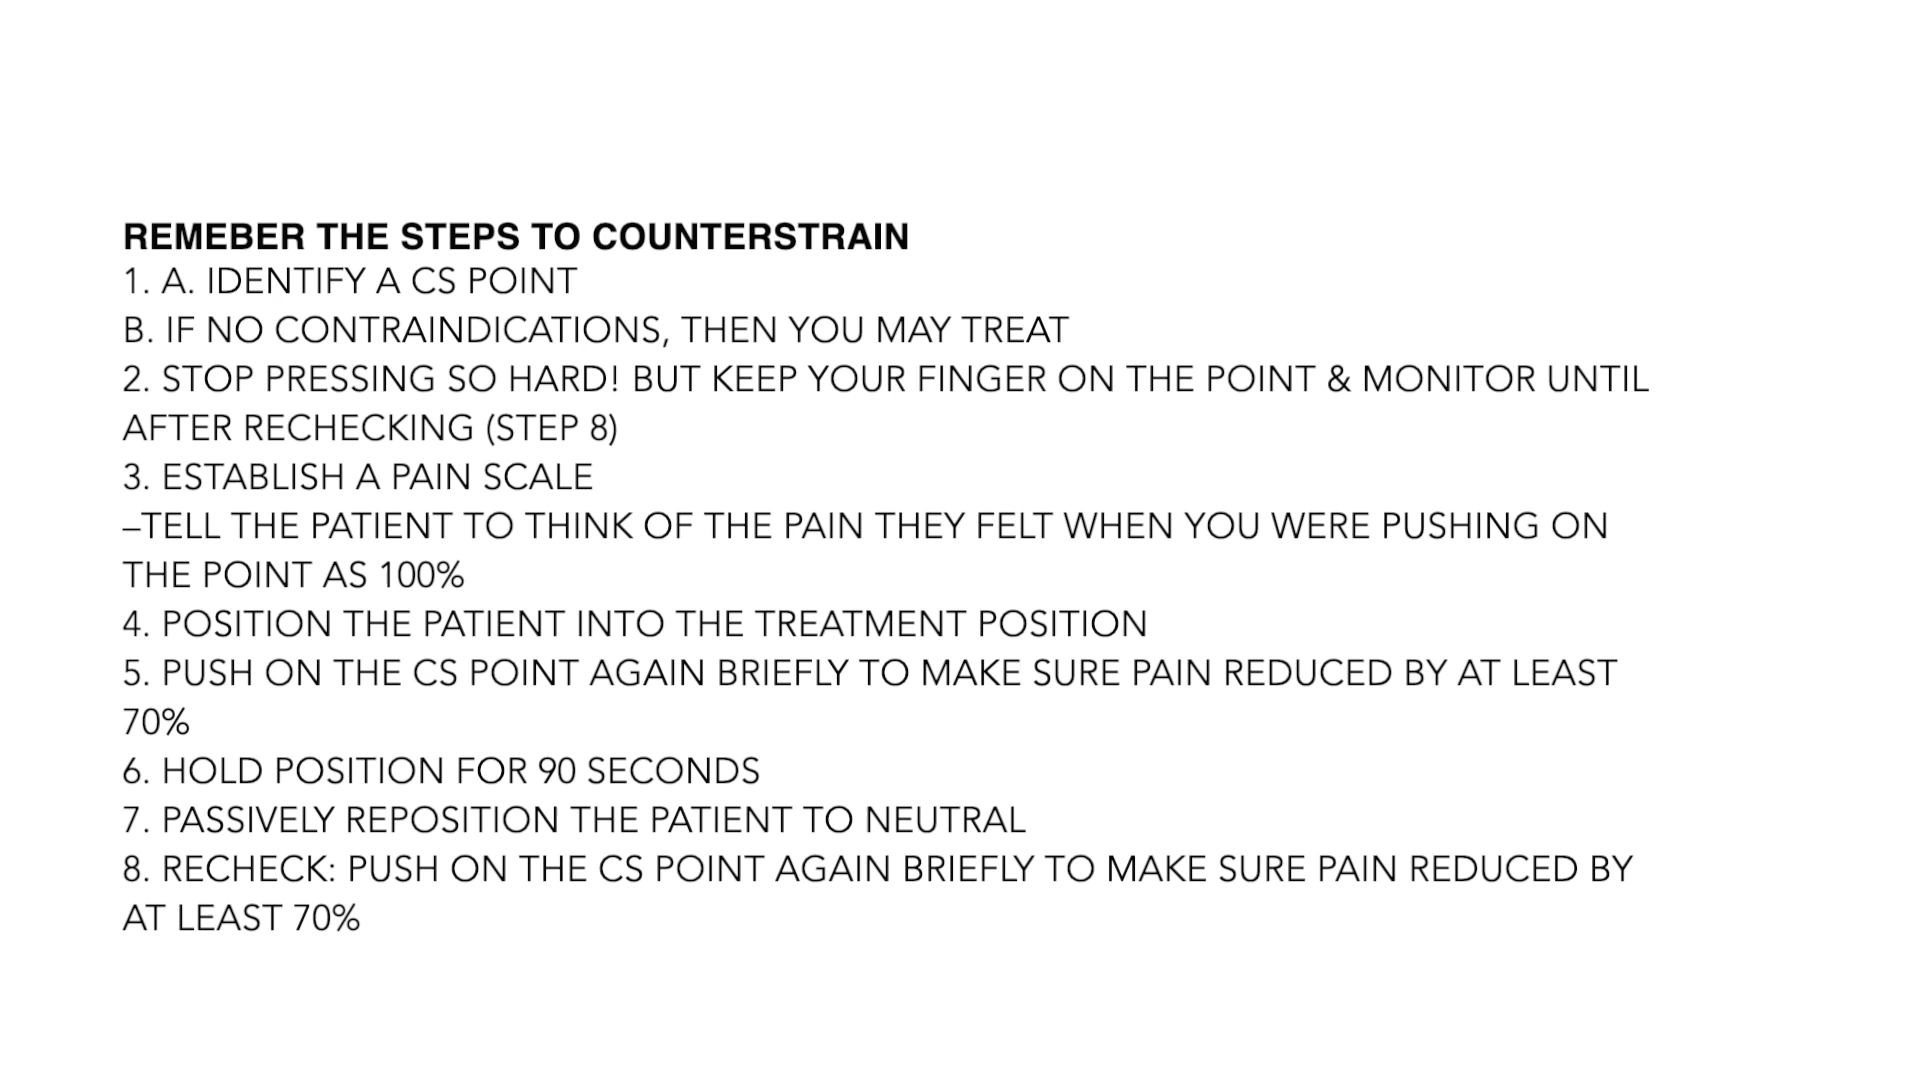 REMEBER THE STEPS TO COUNTERSTRAIN
1. A. IDENTIFY A CS POINT
B. IF NO CONTRAINDICATIONS, THEN YOU MAY TREAT
2. STOP PRESSING SO HARD! BUT KEEP YOUR FINGER ON THE POINT & MONITOR UNTIL
AFTER RECHECKING (STEP 8)
3. ESTABLISH A PAIN SCALE
–TELL THE PATIENT TO THINK OF THE PAIN THEY FELT WHEN YOU WERE PUSHING ON
THE POINT AS 100%
4. POSITION THE PATIENT INTO THE TREATMENT POSITION
5. PUSH ON THE CS POINT AGAIN BRIEFLY TO MAKE SURE PAIN REDUCED BY AT LEAST
70%
6. HOLD POSITION FOR 90 SECONDS
7. PASSIVELY REPOSITION THE PATIENT TO NEUTRAL
8. RECHECK: PUSH ON THE CS POINT AGAIN BRIEFLY TO MAKE SURE PAIN REDUCED BY
AT LEAST 70%